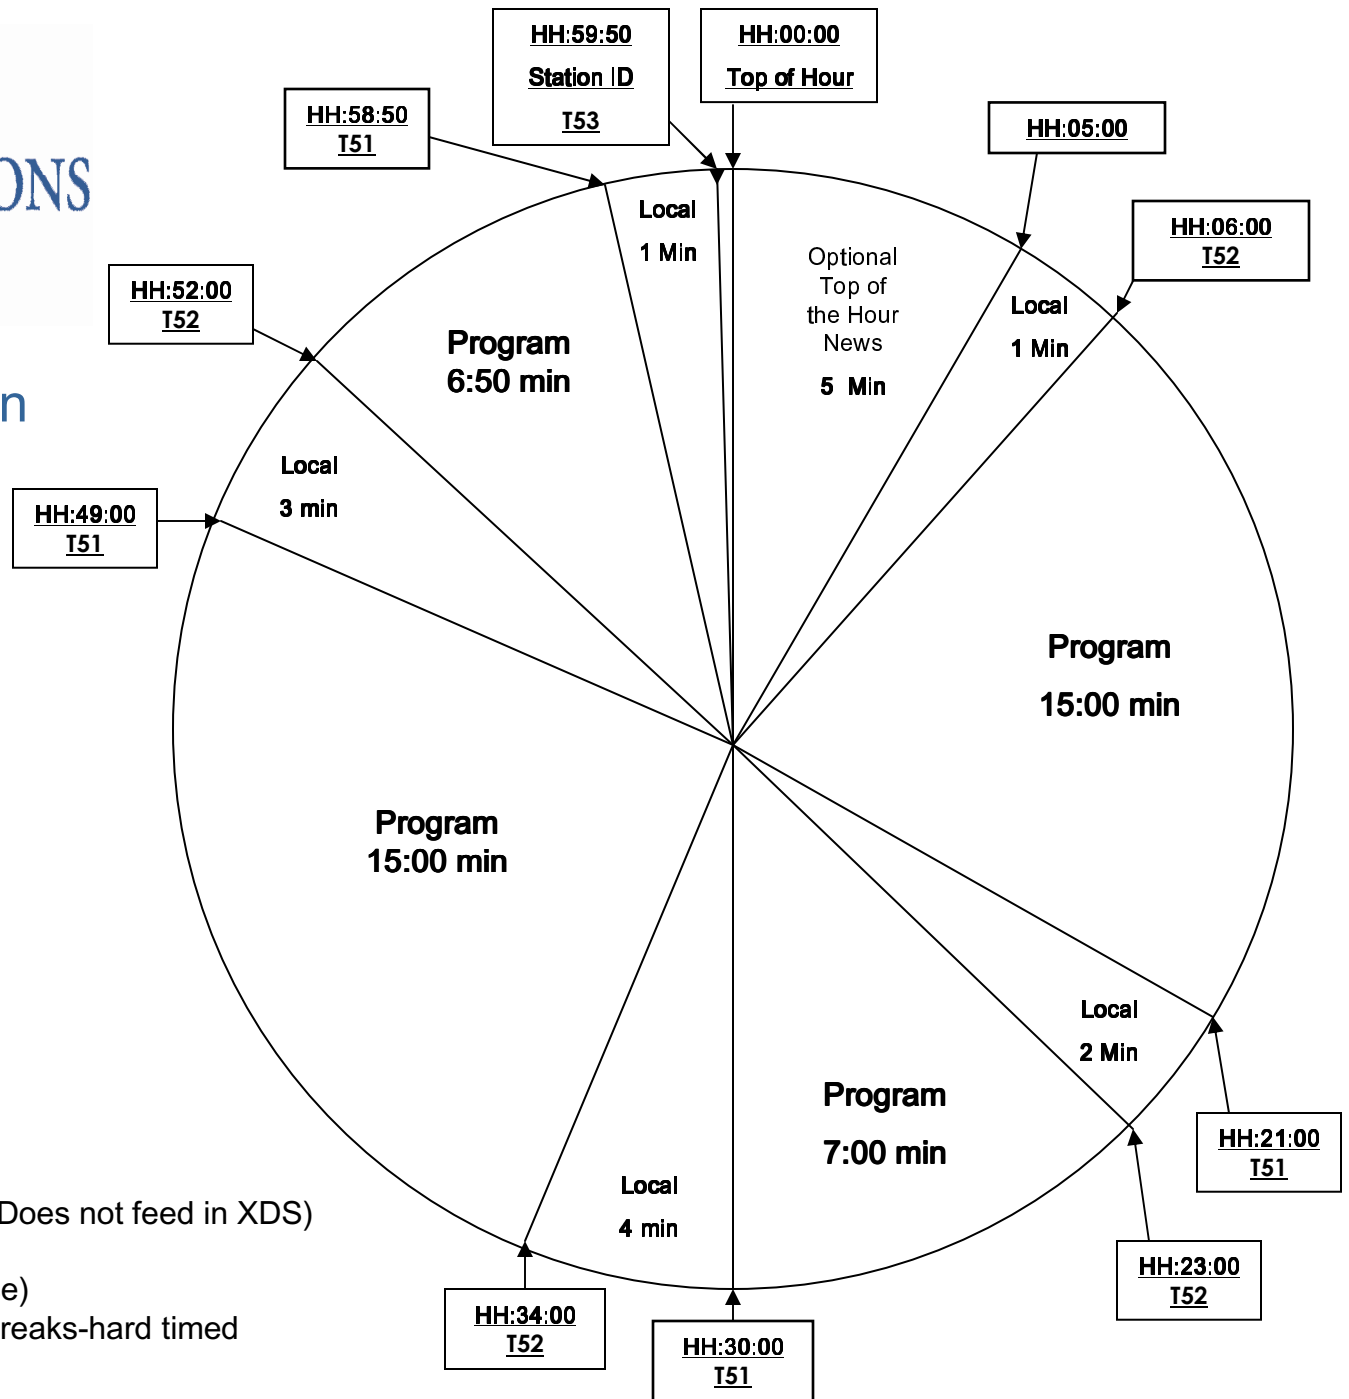 HH:59:50
Station ID
T53
HH:00:00
Top of Hour
HH:58:50
T51
HH:05:00
ONS
Local
1 Min
HH:06:00
T52
Optional
Top of
the Hour
News
5 Min
HH:52:00
T52
Local
1 Min
Program
6:50 min
n
Local
3 min
HH:49:00
T51
Program
15:00 min
Program
15:00 min
Local
2 Min
Program
7:00 min
HH:21:00
T51
Local
4 min
Does not feed in XDS)
HH:23:00
T52
e)
HH:34:00
T52
reaks-hard timed
HH:30:00
T51